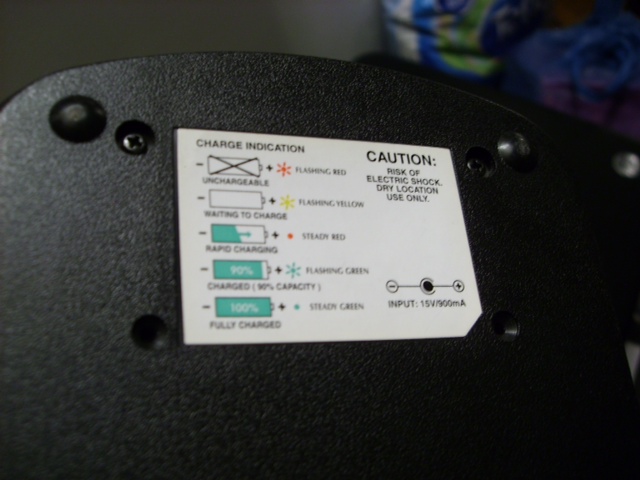 CHARGE INDICATION
- + FLASHING RED
UNCHARGEABLE
- + FLASHING YELLOW
WAITING TO CHARGE
- + STEADY RED
RAPID CHARGING
- 90% + FLASHING GREEN
CHARGED ( 90% CAPACITY )
- 100% + STEADY GREEN
FULLY CHARGED
CAUTION:
RISK OF
ELECTRIC SHOCK.
DRY LOCATION
USE ONLY.
- +
INPUT: 15V/900mA